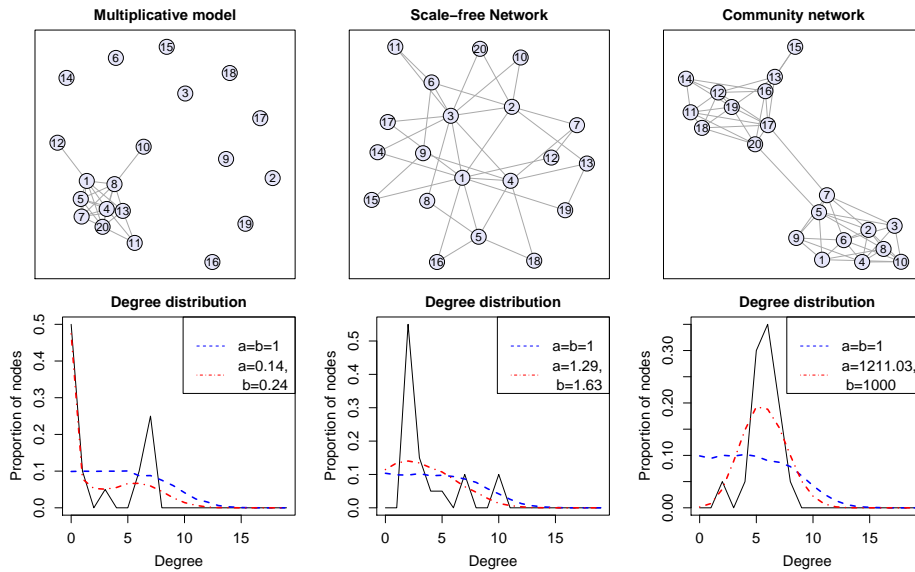 Multiplicative model
15
6
18
14
3
17
12
10
9
1
8
2
5
4
13
7
20
19
11
16
Scale−free Network
11
20
10
6
2
3
17
7
14
9
12
13
1
4
15
8
19
5
16
18
Community network
15
13
14
12
16
19
11
18
17
20
7
5
3
2
9
6
8
1
4
10
Degree distribution
Proportion of nodes
0.0 0.1 0.2 0.3 0.4 0.5
0 5 10 15
Degree
a=b=1
a=0.14,
b=0.24
Degree distribution
Proportion of nodes
0.0 0.1 0.2 0.3 0.4 0.5
0 5 10 15
Degree
a=b=1
a=1.29,
b=1.63
Degree distribution
Proportion of nodes
0.00 0.10 0.20 0.30
0 5 10 15
Degree
a=b=1
a=1211.03,
b=1000